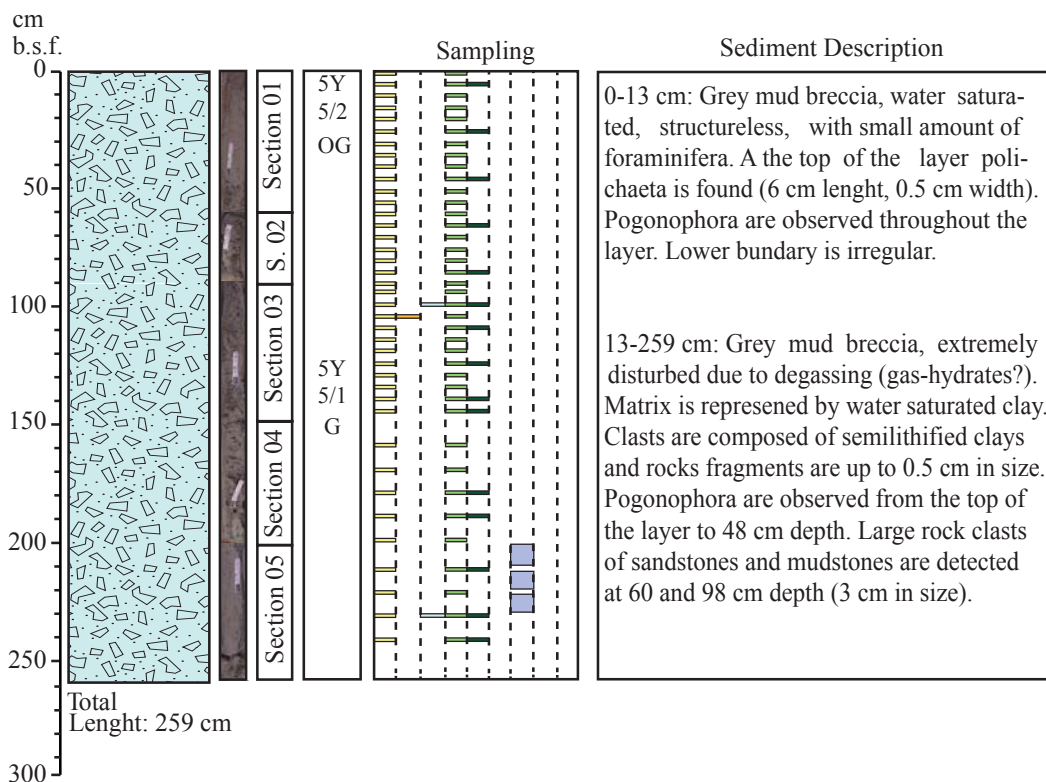 cm
b.s.f.
Sampling
Sediment Description
0
50
100
150
200
250
300
Section 01
S. 02
Section 03
Section 04
Section 05
5Y
5/2
OG
5Y
5/1
G
0-13 cm: Grey mud breccia, water satura-
ted, structureless, with small amount of
foraminifera. A the top of the layer poli-
chaeta is found (6 cm lenght, 0.5 cm width).
Pogonophora are observed throughout the
layer. Lower bundary is irregular.
13-259 cm: Grey mud breccia, extremely
disturbed due to degassing (gas-hydrates?).
Matrix is represened by water saturated clay.
Clasts are composed of semilithified clays
and rocks fragments are up to 0.5 cm in size.
Pogonophora are observed from the top of
the layer to 48 cm depth. Large rock clasts
of sandstones and mudstones are detected
at 60 and 98 cm depth (3 cm in size).
Total
Lenght: 259 cm